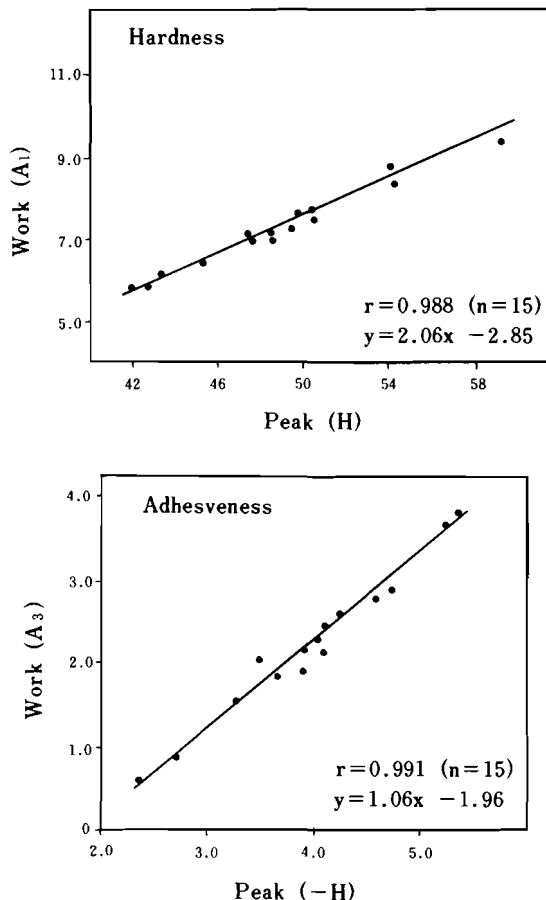 Hardness
11.0
9.0
7.0
5.0
Work (A₁)
r=0.988 (n=15)
y=2.06x −2.85
42 46 50 54 58
Peak (H)
Adhesveness
4.0
3.0
2.0
1.0
0
Work (A₃)
r=0.991 (n=15)
y=1.06x −1.96
2.0 3.0 4.0 5.0
Peak (−H)